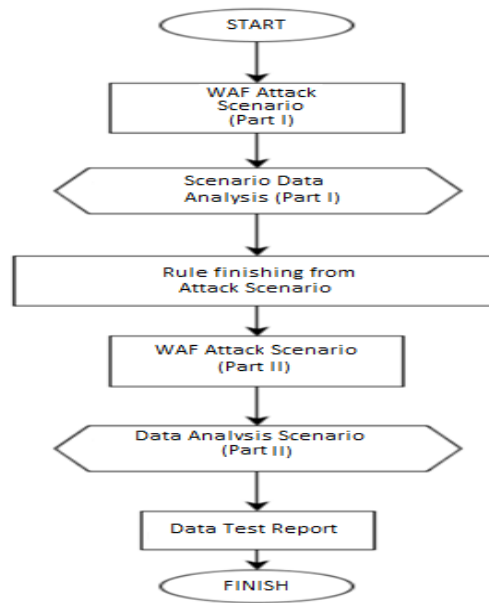 START
WAF Attack
Scenario
(Part I)
Scenario Data
Analysis (Part I)
Rule finishing from
Attack Scenario
WAF Attack Scenario
(Part II)
Data Analysis Scenario
(Part II)
Data Test Report
FINISH